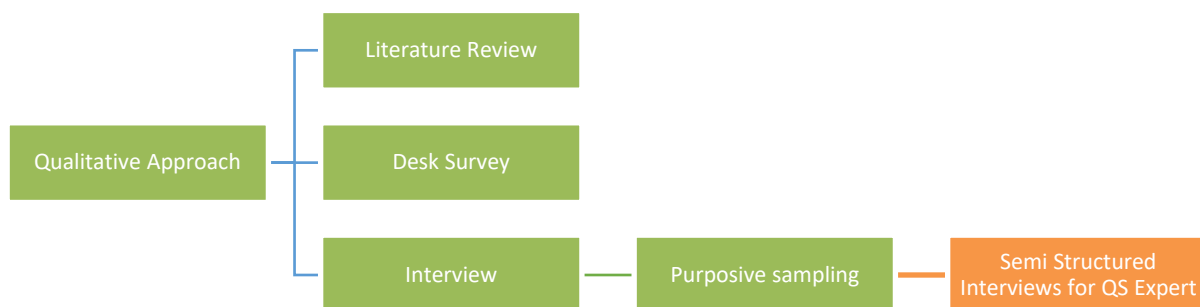 Literature Review
Qualitative Approach
Desk Survey
Interview
Purposive sampling
Semi Structured
Interviews for QS Expert